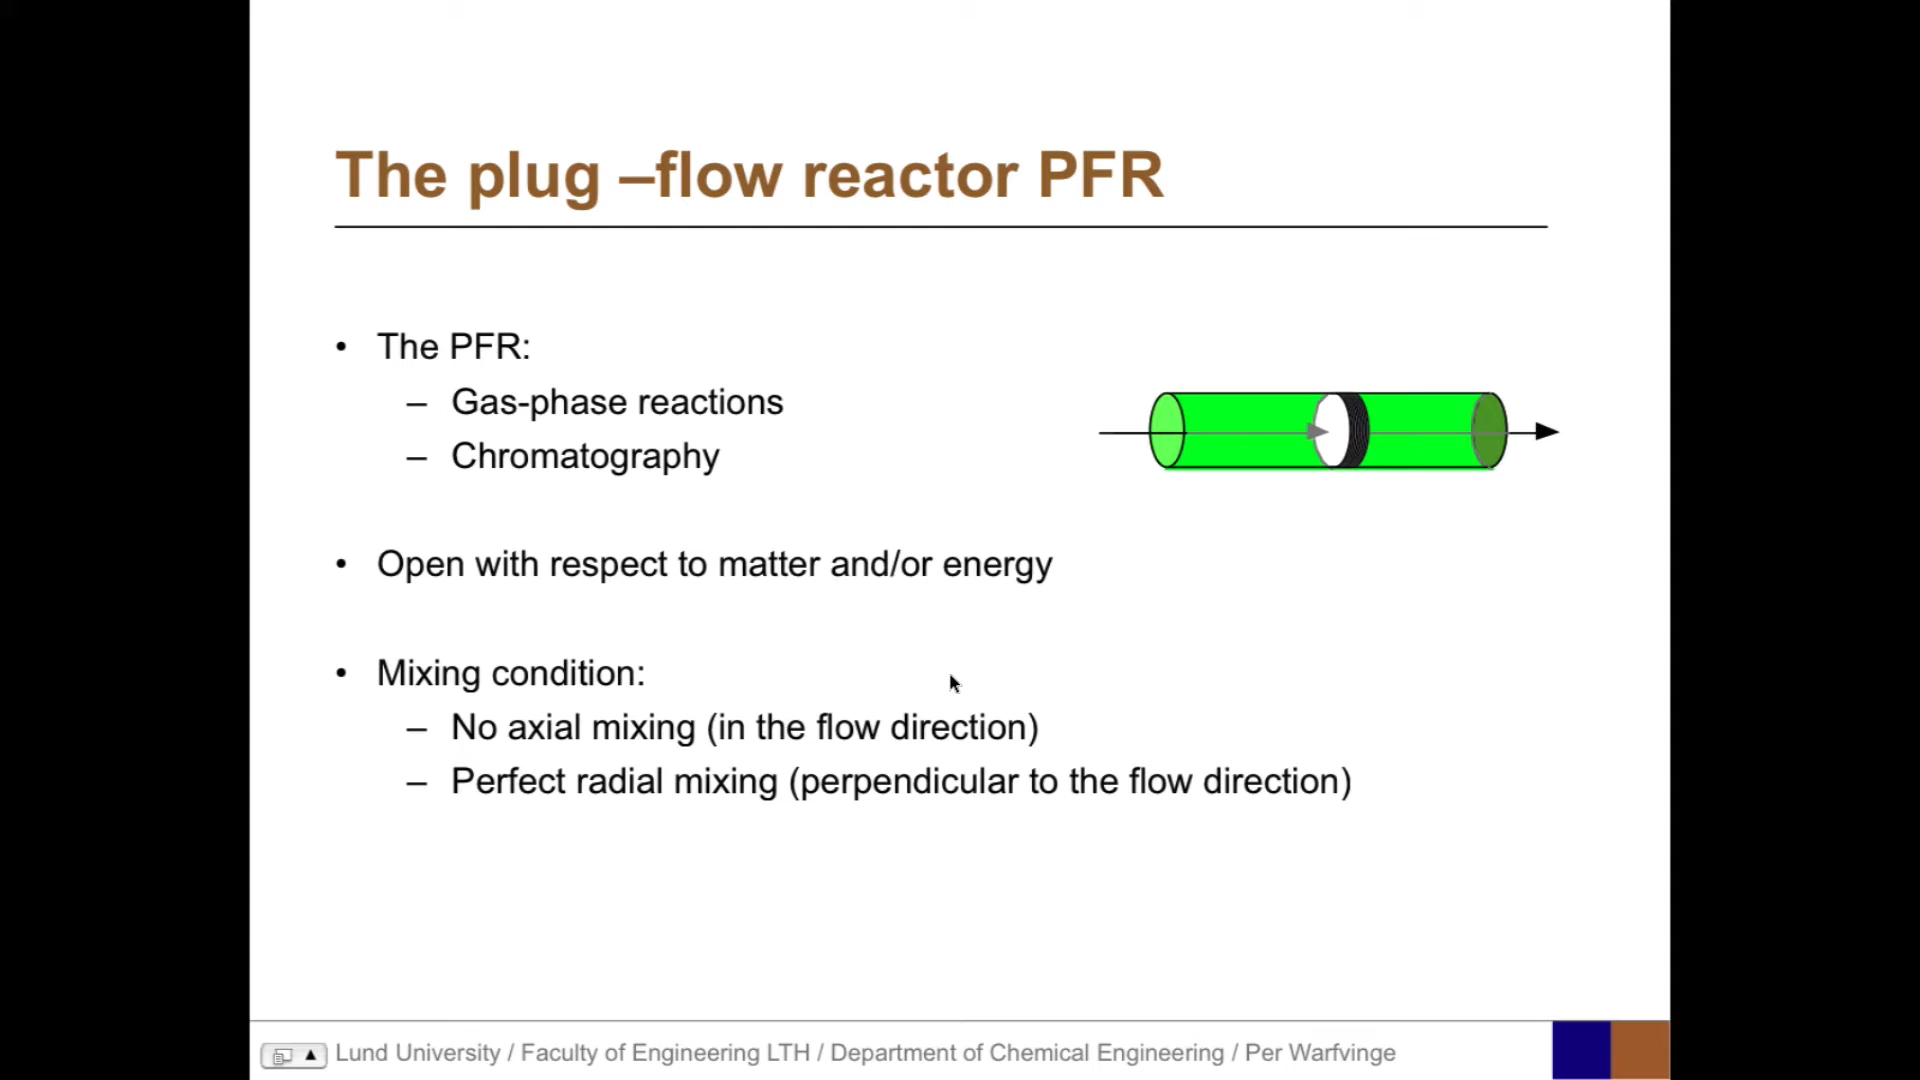 The plug –flow reactor PFR
• The PFR:
– Gas-phase reactions
– Chromatography
• Open with respect to matter and/or energy
• Mixing condition:
– No axial mixing (in the flow direction)
– Perfect radial mixing (perpendicular to the flow direction)
Lund University / Faculty of Engineering LTH / Department of Chemical Engineering / Per Warfvinge